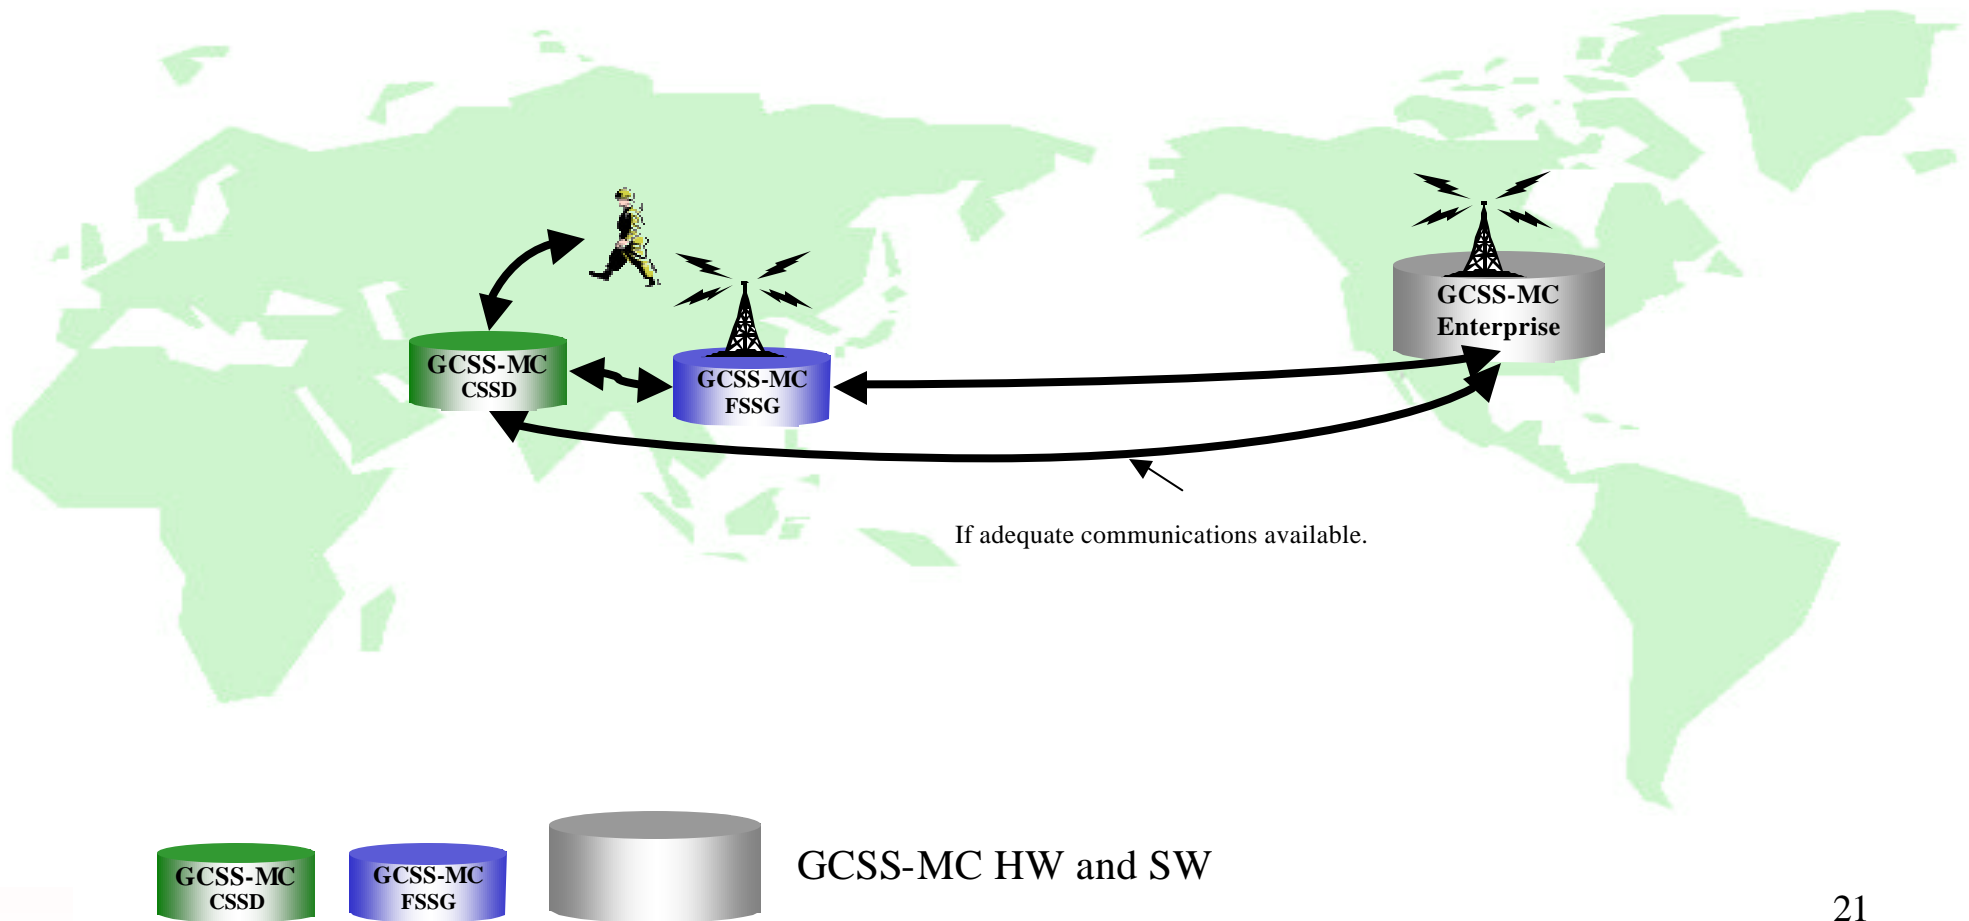 GCSS-MC
Enterprise
GCSS-MC
CSSD
GCSS-MC
FSSG
If adequate communications available.
GCSS-MC
CSSD
GCSS-MC
FSSG
GCSS-MC HW and SW
21